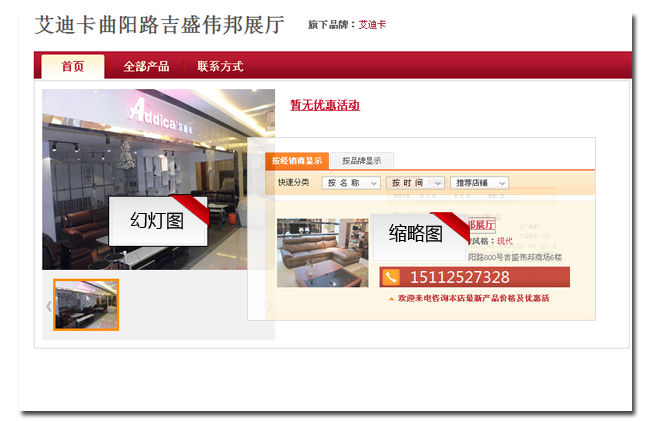 艾迪卡曲阳路吉盛伟邦展厅
旗下品牌：艾迪卡
首页
全部产品
联系方式
Addica
暂无优惠活动
按经销商显示
按品牌显示
快速分类
按 名 称
按 时 间
推荐店铺
幻灯图
缩略图
邦展厅
风格：现代
阳路800号吉盛伟邦商场6楼
15112527328
欢迎来电咨询本店最新产品价格及优惠活